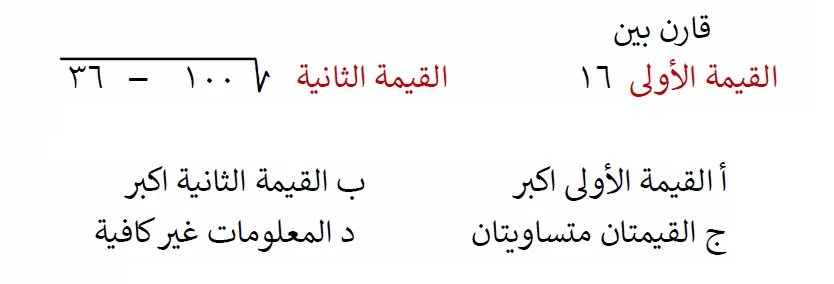 قارن بين
القيمة الأولى ١٦ القيمة الثانية √١٠٠ – ٣٦
أ القيمة الأولى اكبر ب القيمة الثانية اكبر
ج القيمتان متساويتان د المعلومات غير كافية